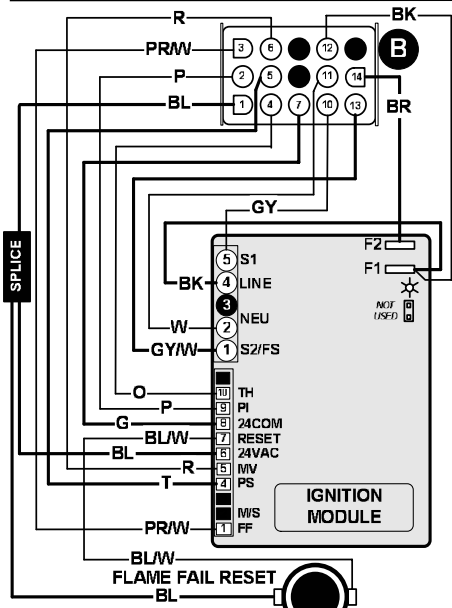 R
BK
PR/W
3 6 12
B
P
2 5 11 14
BL
1 4 7 10 13
BR
GY
F2
5 S1
F1
BK
4 LINE
3
NOT
USED
NEU
W
2
GY/W
1 S2/FS
SPLICE
O
10 TH
P
9 PI
G
8 24COM
BL/W
7 RESET
BL
6 24VAC
R
5 MV
T
4 PS
M/S
PR/W
1 FF
IGNITION
MODULE
BL/W
FLAME FAIL RESET
BL